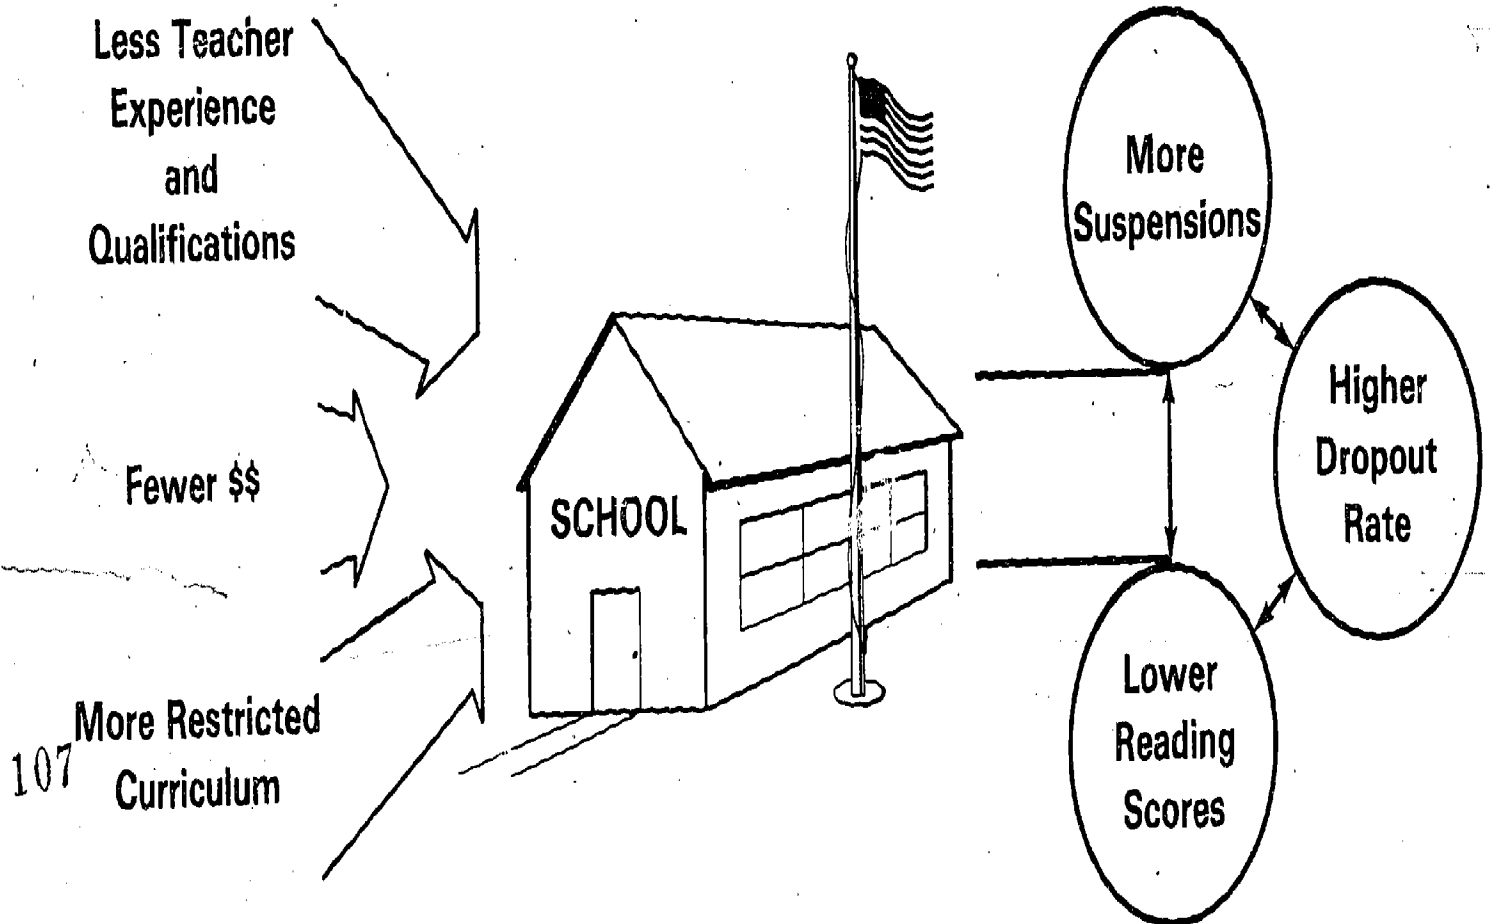 Less Teacher
Experience
and
Qualifications
Fewer $$
More Restricted
Curriculum
107
SCHOOL
More
Suspensions
Higher
Dropout
Rate
Lower
Reading
Scores